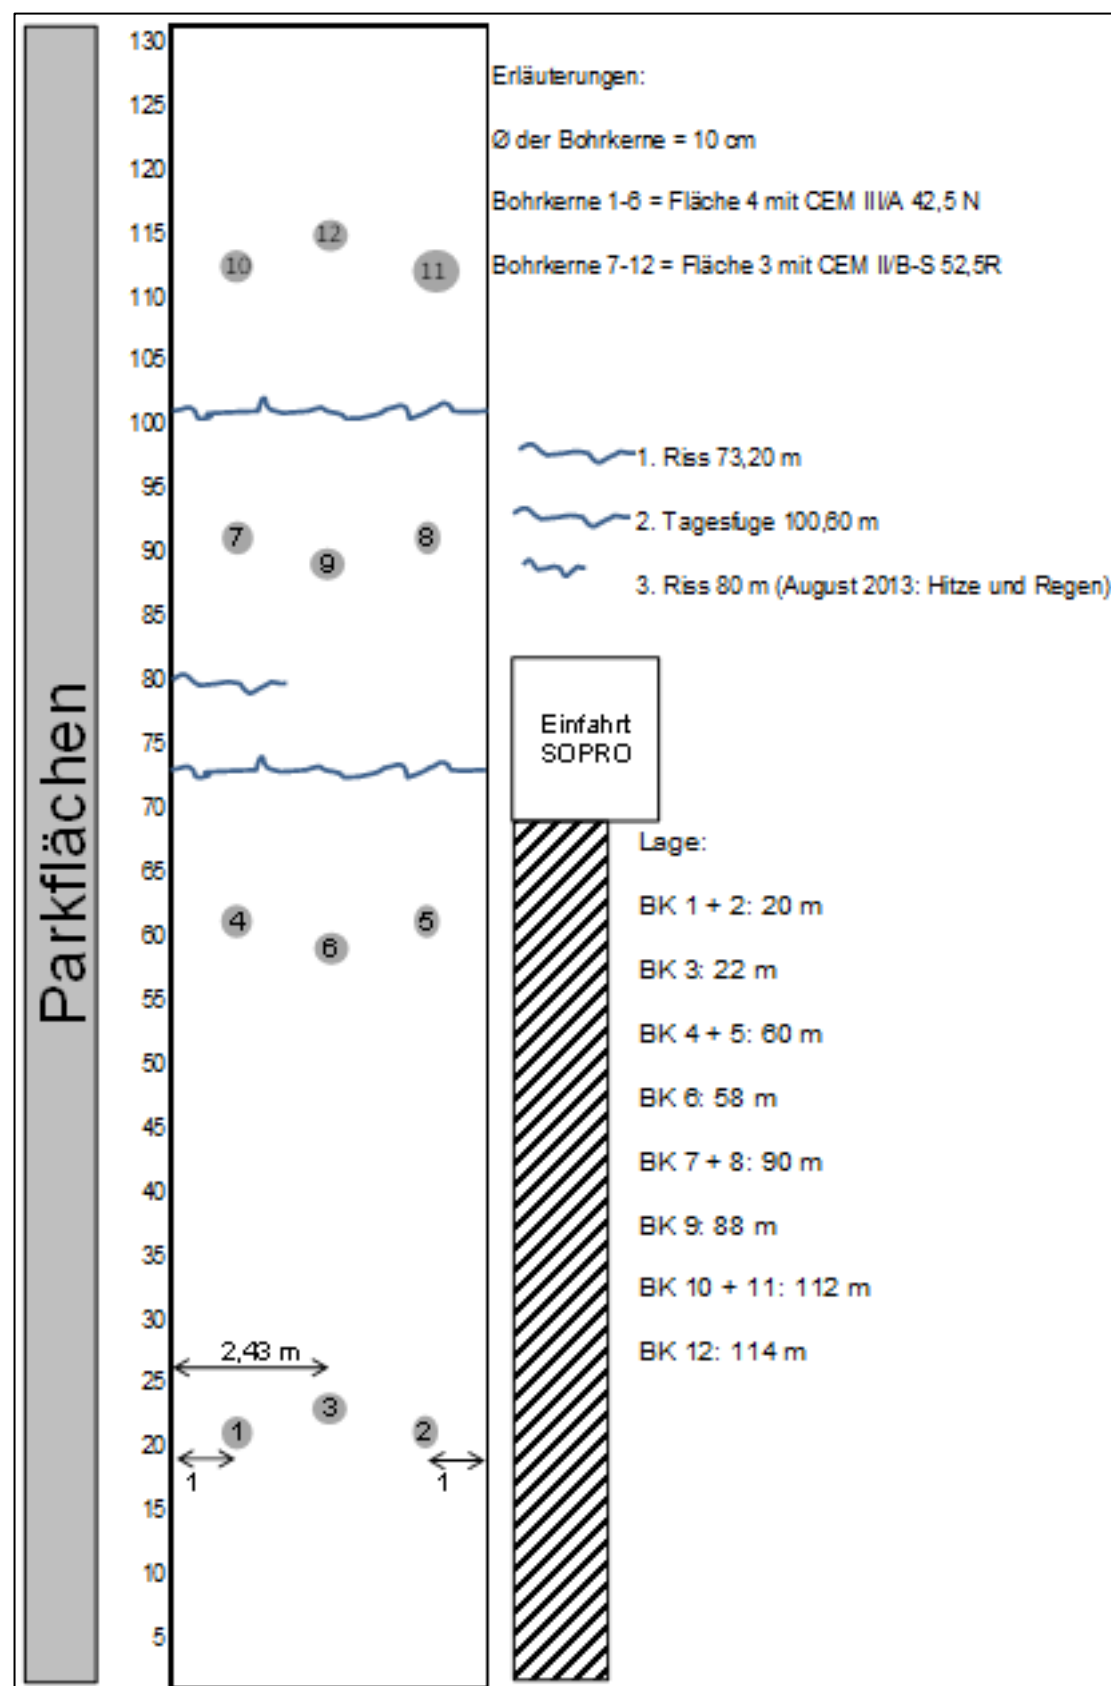 Parkflächen
130
125
120
115
110
105
100
95
90
85
80
75
70
65
60
55
50
45
40
35
30
25
20
15
10
5
12
10
11
7
8
9
4
5
6
2,43 m
3
1
2
1
1
Erläuterungen:
Ø der Bohrkerne = 10 cm
Bohrkerne 1-6 = Fläche 4 mit CEM III/A 42,5 N
Bohrkerne 7-12 = Fläche 3 mit CEM II/B-S 52,5R
1. Riss 73,20 m
2. Tagesfuge 100,60 m
3. Riss 80 m (August 2013: Hitze und Regen)
Einfahrt
SOPRO
Lage:
BK 1 + 2: 20 m
BK 3: 22 m
BK 4 + 5: 60 m
BK 6: 58 m
BK 7 + 8: 90 m
BK 9: 88 m
BK 10 + 11: 112 m
BK 12: 114 m